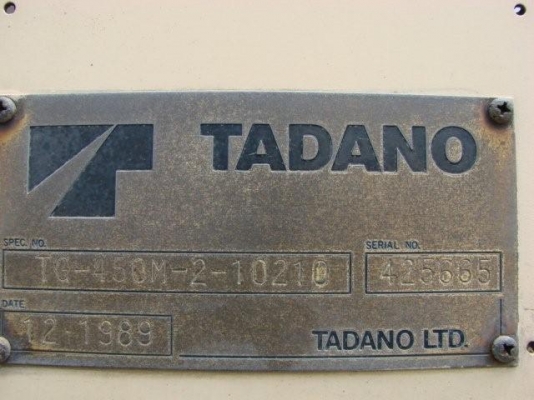 TADANO
SPEC. NO.
SERIAL NO.
TG-450M-2-10210
425665
DATE
12-1989
TADANO LTD.